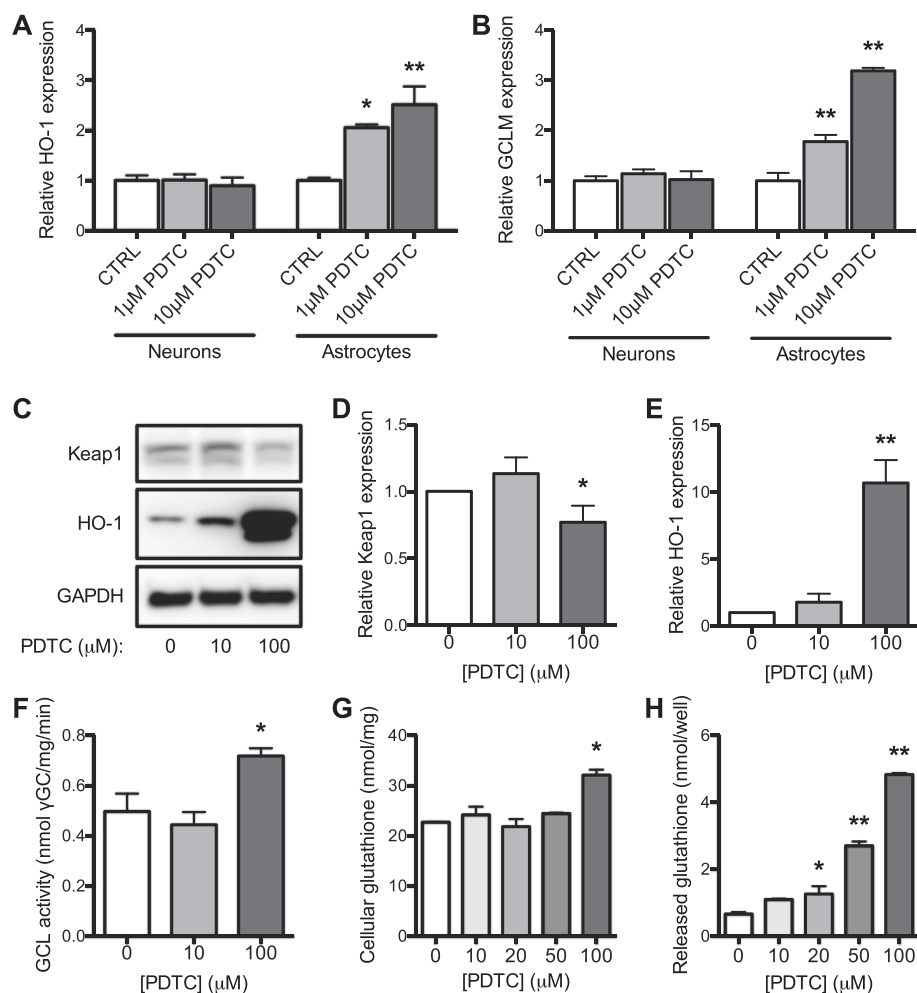 A
Relative HO-1 expression
4
3
2
1
0
*
**
CTRL
1μM PDTC
10μM PDTC
CTRL
1μM PDTC
10μM PDTC
Neurons
Astrocytes
B
Relative GCLM expression
4
3
2
1
0
**
**
CTRL
1μM PDTC
10μM PDTC
CTRL
1μM PDTC
10μM PDTC
Neurons
Astrocytes
C
Keap1
HO-1
GAPDH
PDTC (μM): 0 10 100
D
Relative Keap1 expression
1.5
1.0
0.5
0.0
*
0 10 100
[PDTC] (μM)
E
Relative HO-1 expression
15
10
5
0
**
0 10 100
[PDTC] (μM)
F
GCL activity (nmol γGC/mg/min)
0.8
0.6
0.4
0.2
0.0
*
0 10 100
[PDTC] (μM)
G
Cellular glutathione (nmol/mg)
40
30
20
10
0
*
0 10 20 50 100
[PDTC] (μM)
H
Released glutathione (nmol/well)
6
4
2
0
*
**
**
0 10 20 50 100
[PDTC] (μM)